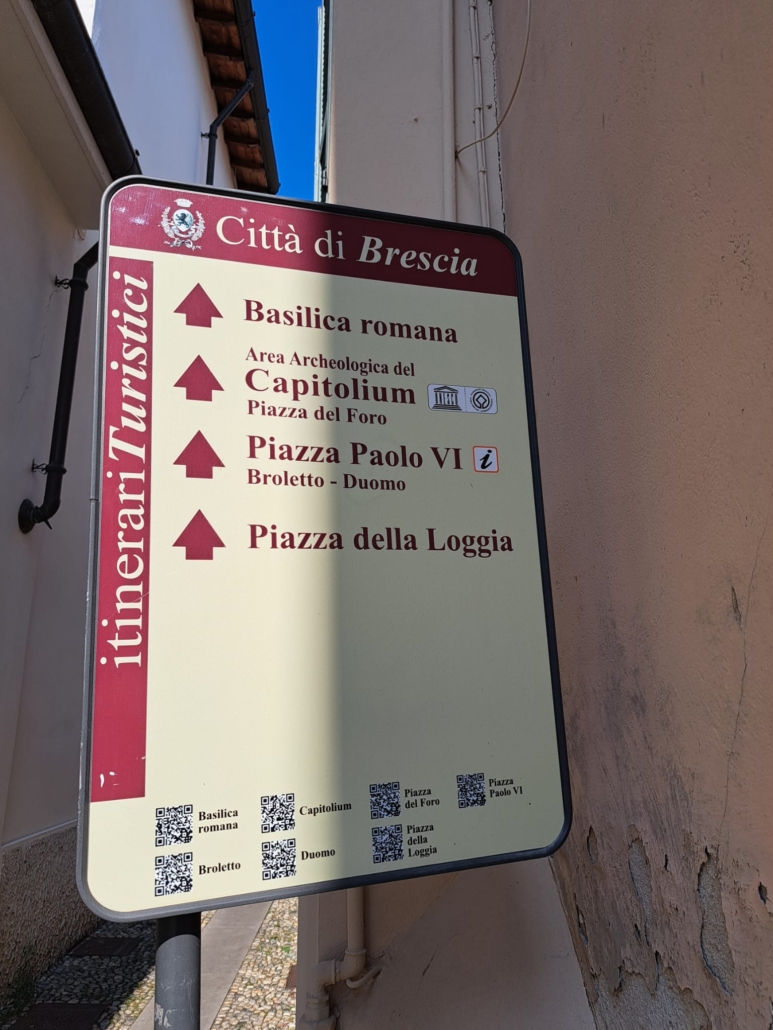 Città di Brescia
itinerariTuristici
Basilica romana
Area Archeologica del
Capitolium
Piazza del Foro
Piazza Paolo VI i
Broletto - Duomo
Piazza della Loggia
Basilica
romana
Capitolium
Piazza
del Foro
Piazza
Paolo VI
Broletto
Duomo
Piazza
della
Loggia